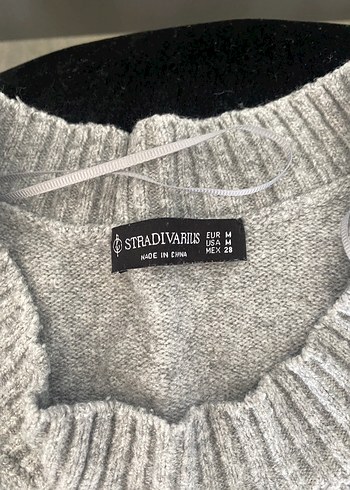 STRADIVARIUS
MADE IN CHINA
EUR M
USA M
MEX 28